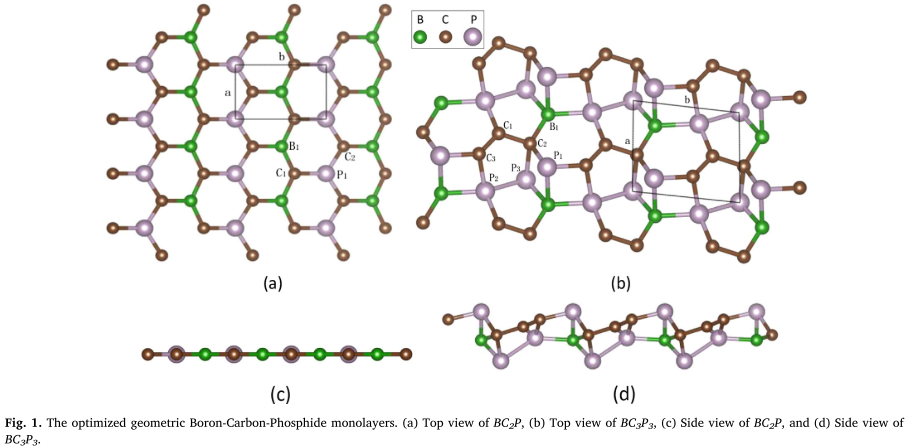 (a)
b
a
B₁
C₂
C₁
P₁
B C P
b
C₁
B₁
C₂
a
C₃
P₁
P₃
P₂
(a)
(b)
(c)
(d)
Fig. 1. The optimized geometric Boron-Carbon-Phosphide monolayers. (a) Top view of BC₂P, (b) Top view of BC₃P₃, (c) Side view of BC₂P, and (d) Side view of
BC₃P₃.